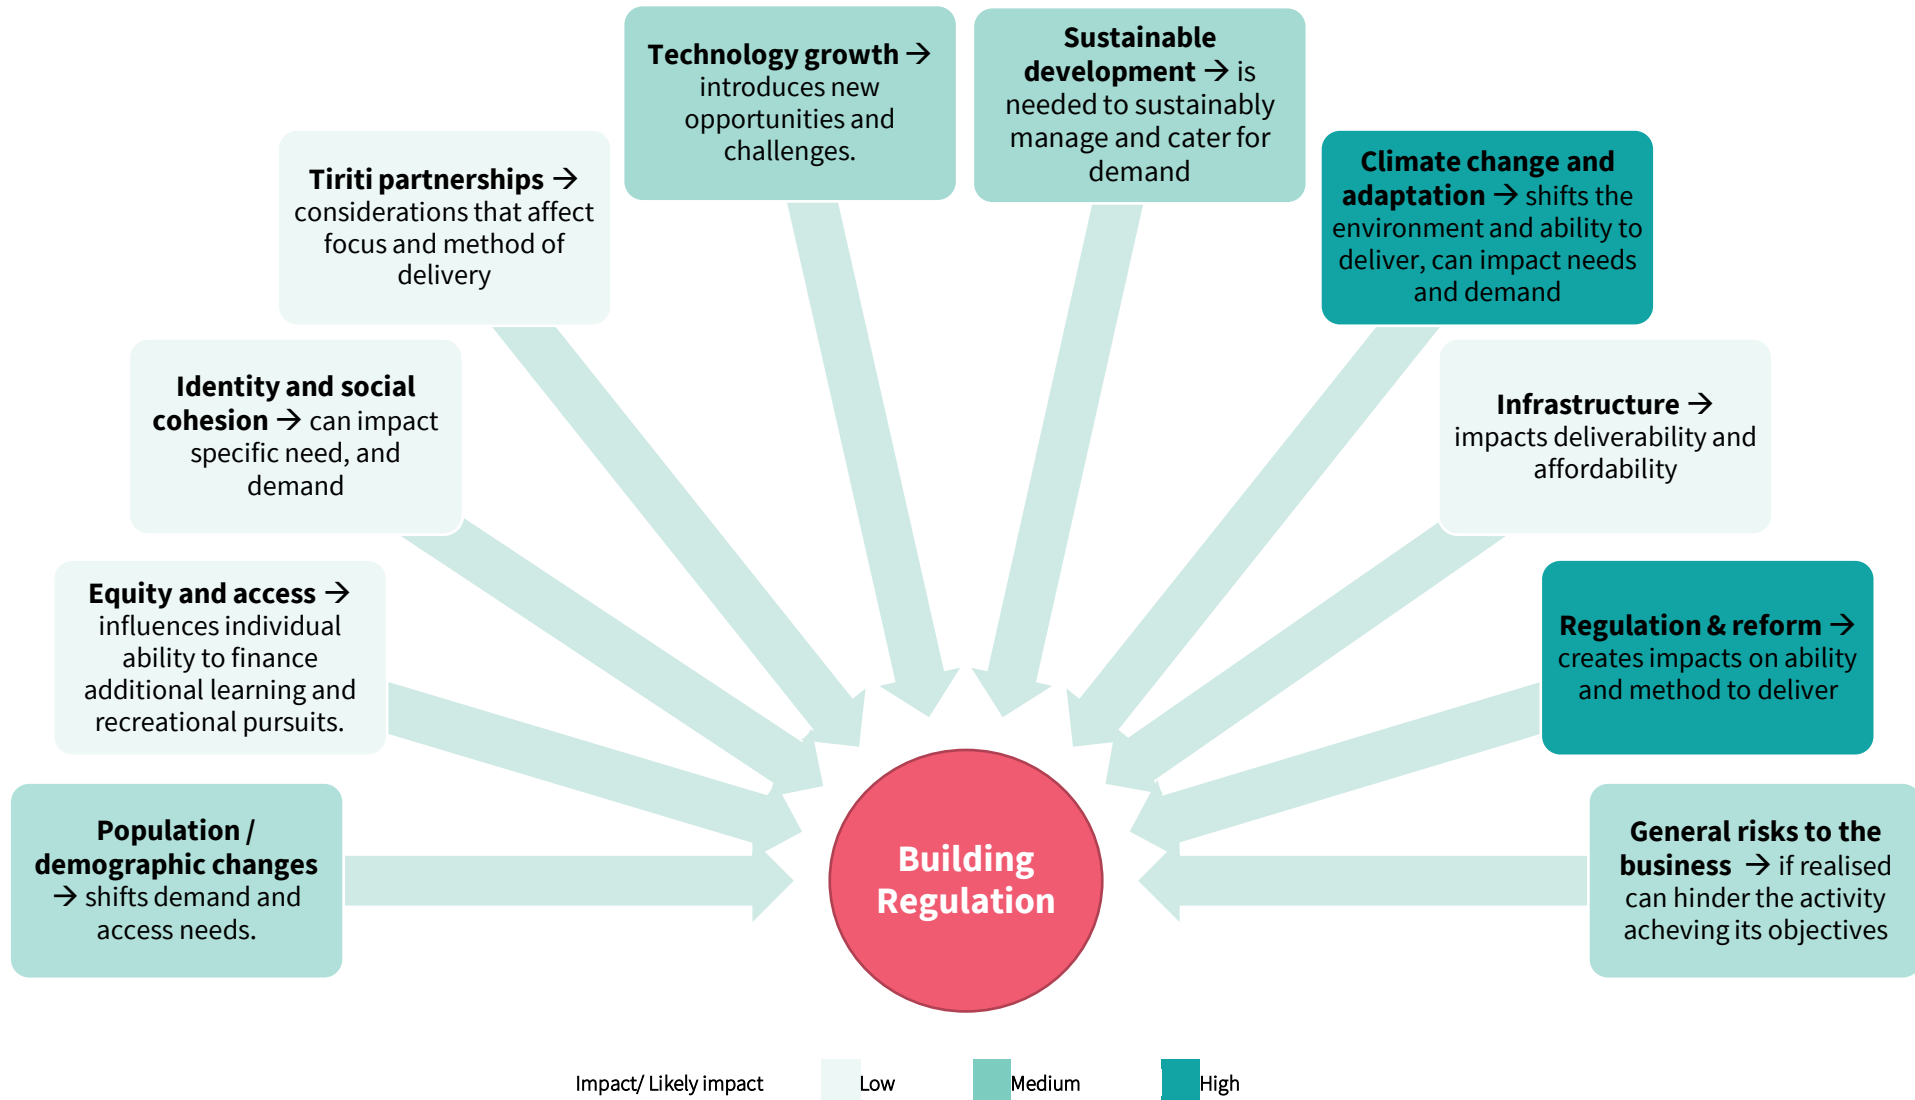 Technology growth →
introduces new
opportunities and
challenges.
Sustainable
development → is
needed to sustainably
manage and cater for
demand
Tiriti partnerships →
considerations that affect
focus and method of
delivery
Climate change and
adaptation → shifts the
environment and ability to
deliver, can impact needs
and demand
Identity and social
cohesion → can impact
specific need, and
demand
Infrastructure →
impacts deliverability and
affordability
Equity and access →
influences individual
ability to finance
additional learning and
recreational pursuits.
Regulation & reform →
creates impacts on ability
and method to deliver
Population /
demographic changes
→ shifts demand and
access needs.
General risks to the
business → if realised
can hinder the activity
acheving its objectives
Building
Regulation
Impact/ Likely impact
Low
Medium
High